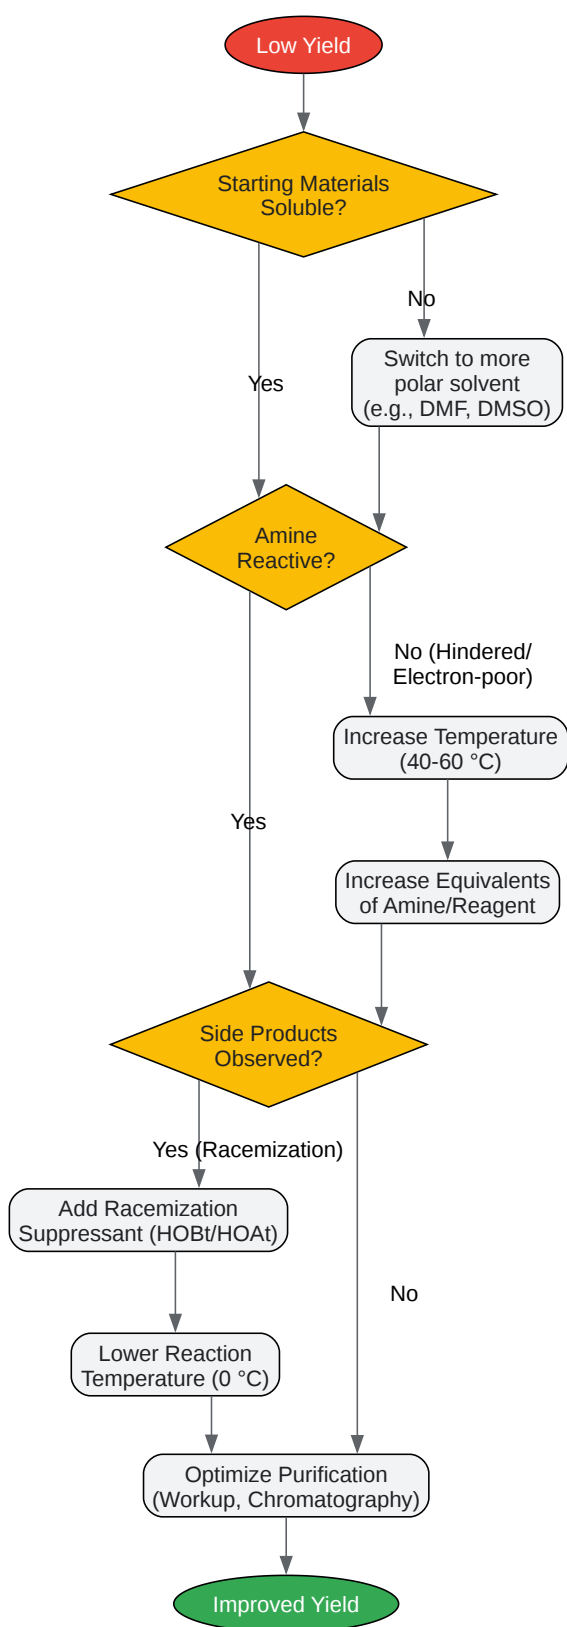 Low Yield
Starting Materials
Soluble?
No
Switch to more
polar solvent
(e.g., DMF, DMSO)
Yes
Amine
Reactive?
No (Hindered/
Electron-poor)
Increase Temperature
(40-60 °C)
Yes
Increase Equivalents
of Amine/Reagent
Side Products
Observed?
Yes (Racemization)
Add Racemization
Suppressant (HOBt/HOAt)
No
Lower Reaction
Temperature (0 °C)
Optimize Purification
(Workup, Chromatography)
Improved Yield